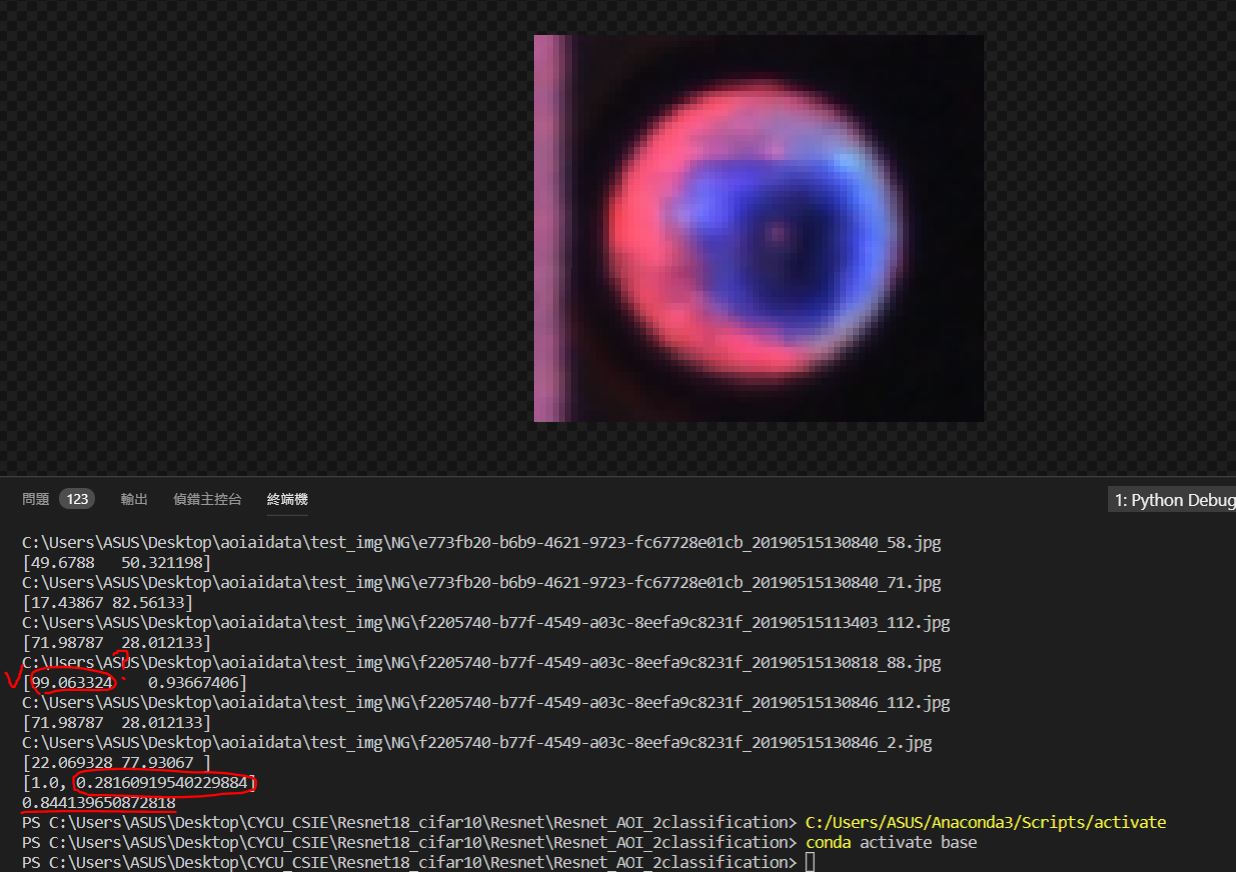 問題 123 輸出 偵錯主控台 終端機 1: Python Debug
C:\Users\ASUS\Desktop\aoiaidata\test_img\NG\e773fb20-b6b9-4621-9723-fc67728e01cb_20190515130840_58.jpg
[49.6788 50.321198]
C:\Users\ASUS\Desktop\aoiaidata\test_img\NG\e773fb20-b6b9-4621-9723-fc67728e01cb_20190515130840_71.jpg
[17.43867 82.56133]
C:\Users\ASUS\Desktop\aoiaidata\test_img\NG\f2205740-b77f-4549-a03c-8eefa9c8231f_20190515113403_112.jpg
[71.98787 28.012133]
C:\Users\ASUS\Desktop\aoiaidata\test_img\NG\f2205740-b77f-4549-a03c-8eefa9c8231f_20190515130818_88.jpg
[99.063324 ? 0.93667406]
C:\Users\ASUS\Desktop\aoiaidata\test_img\NG\f2205740-b77f-4549-a03c-8eefa9c8231f_20190515130846_112.jpg
[71.98787 28.012133]
C:\Users\ASUS\Desktop\aoiaidata\test_img\NG\f2205740-b77f-4549-a03c-8eefa9c8231f_20190515130846_2.jpg
[22.069328 77.93067 ]
[1.0, 0.28160919540229884]
0.844139650872818
PS C:\Users\ASUS\Desktop\CYCU_CSIE\Resnet18_cifar10\Resnet\Resnet_AOI_2classification> C:/Users/ASUS/Anaconda3/Scripts/activate
PS C:\Users\ASUS\Desktop\CYCU_CSIE\Resnet18_cifar10\Resnet\Resnet_AOI_2classification> conda activate base
PS C:\Users\ASUS\Desktop\CYCU_CSIE\Resnet18_cifar10\Resnet\Resnet_AOI_2classification>